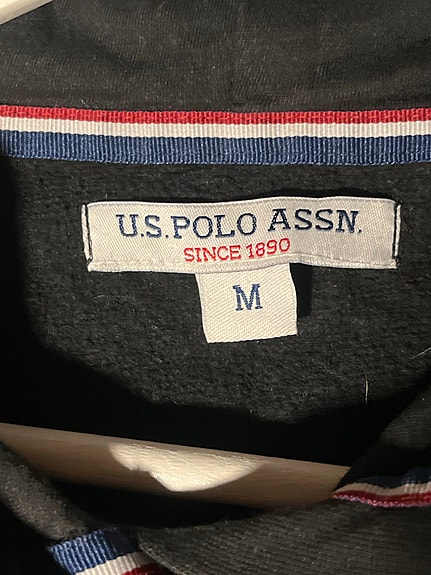 U.S. POLO ASSN.
SINCE 1890
M